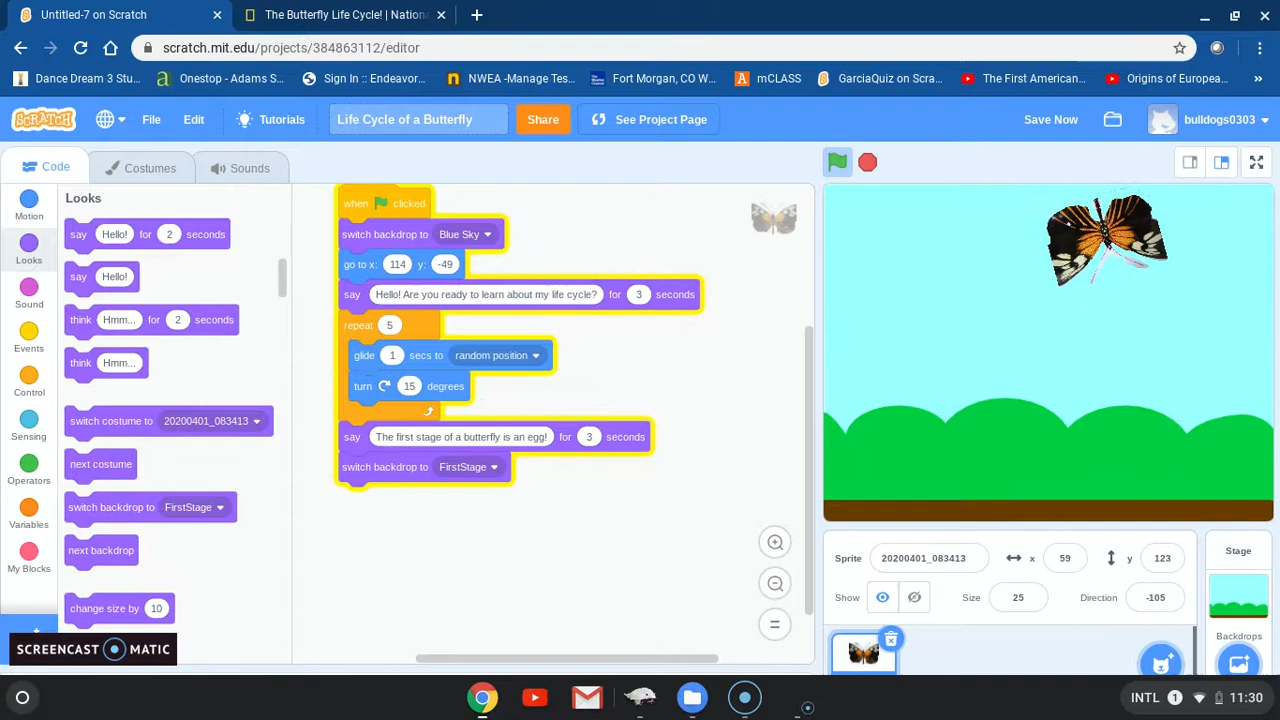 Untitled-7 on Scratch
The Butterfly Life Cycle! | Nationa
scratch.mit.edu/projects/384863112/editor
Dance Dream 3 Stu...
Onestop - Adams S...
Sign In :: Endeavor...
NWEA -Manage Tes...
Fort Morgan, CO W...
mCLASS
GarciaQuiz on Scra...
The First American...
Origins of European...
»
SCRATCH
File
Edit
Tutorials
Life Cycle of a Butterfly
Share
See Project Page
Save Now
bulldogs0303
Code
Costumes
Sounds
Motion
Looks
Sound
Events
Control
Sensing
Operators
Variables
My Blocks
Looks
say Hello! for 2 seconds
say Hello!
think Hmm... for 2 seconds
think Hmm...
switch costume to 20200401_083413
next costume
switch backdrop to FirstStage
next backdrop
change size by 10
when clicked
switch backdrop to Blue Sky
go to x: 114 y: -49
say Hello! Are you ready to learn about my life cycle? for 3 seconds
repeat 5
glide 1 secs to random position
turn 15 degrees
say The first stage of a butterfly is an egg! for 3 seconds
switch backdrop to FirstStage
Sprite 20200401_083413 x 59 y 123
Show Size 25 Direction -105
Stage
Backdrops
SCREENCAST MATIC
INTL 1 11:30